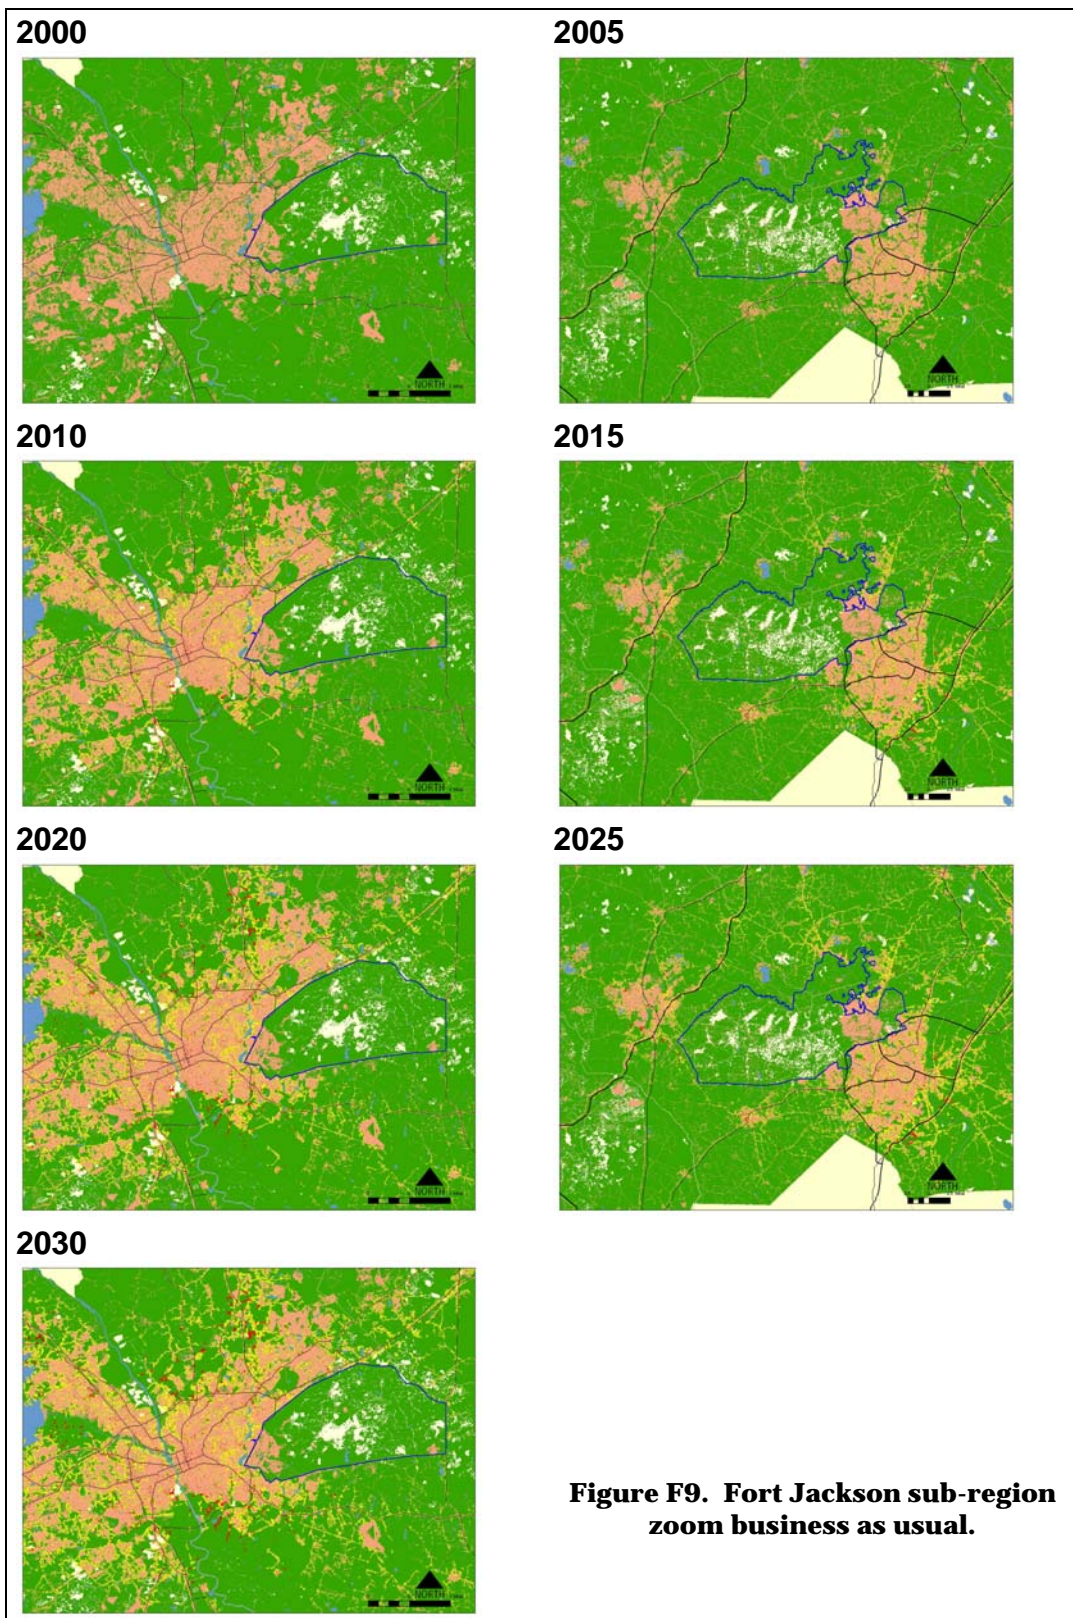 2000
2005
NORTH
NORTH
2010
2015
NORTH
NORTH
2020
2025
NORTH
NORTH
2030
NORTH
Figure F9. Fort Jackson sub-region
zoom business as usual.